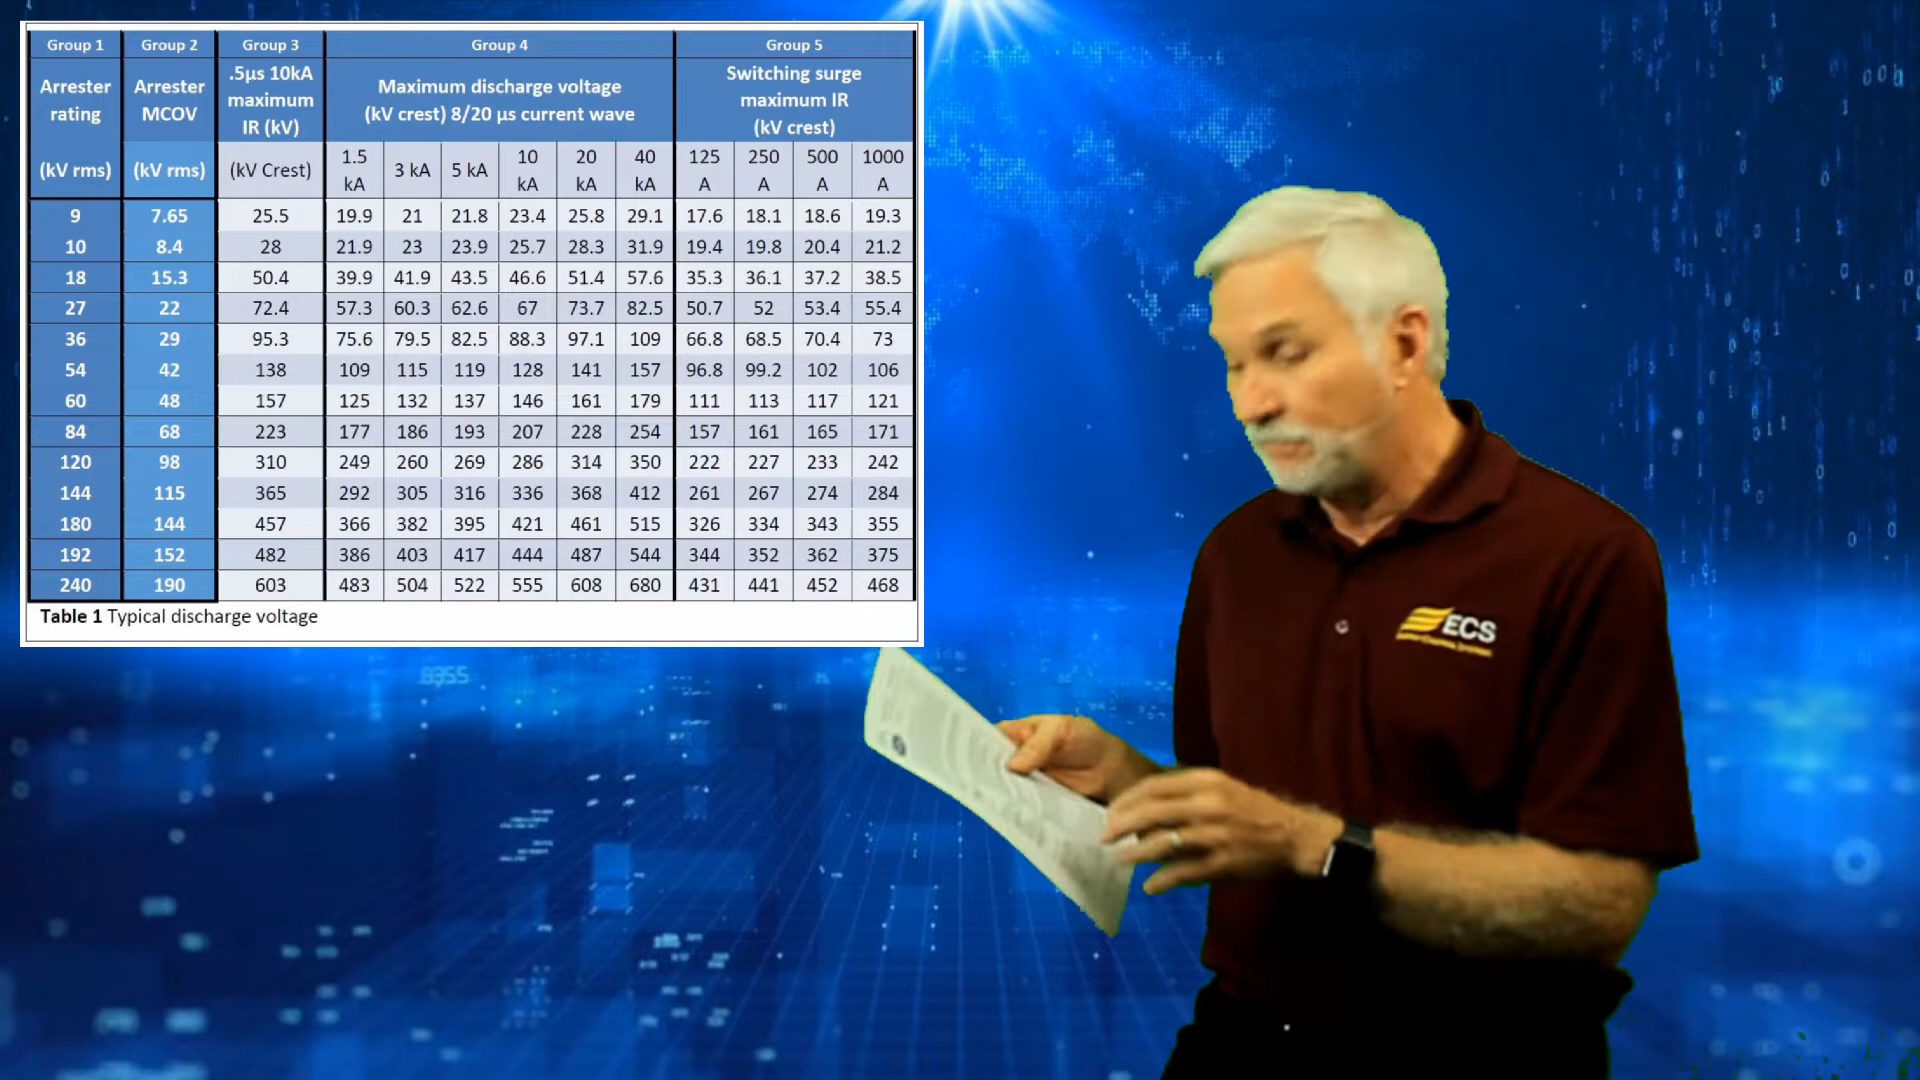 Group 1 Group 2 Group 3 Group 4 Group 5
Arrester rating (kV rms)
Arrester MCOV (kV rms)
.5µs 10kA maximum IR (kV) (kV Crest)
Maximum discharge voltage
(kV crest) 8/20 µs current wave
Switching surge
maximum IR
(kV crest)
1.5 kA 3 kA 5 kA 10 kA 20 kA 40 kA 125 A 250 A 500 A 1000 A
9 7.65 25.5 19.9 21 21.8 23.4 25.8 29.1 17.6 18.1 18.6 19.3
10 8.4 28 21.9 23 23.9 25.7 28.3 31.9 19.4 19.8 20.4 21.2
18 15.3 50.4 39.9 41.9 43.5 46.6 51.4 57.6 35.3 36.1 37.2 38.5
27 22 72.4 57.3 60.3 62.6 67 73.7 82.5 50.7 52 53.4 55.4
36 29 95.3 75.6 79.5 82.5 88.3 97.1 109 66.8 68.5 70.4 73
54 42 138 109 115 119 128 141 157 96.8 99.2 102 106
60 48 157 125 132 137 146 161 179 111 113 117 121
84 68 223 177 186 193 207 228 254 157 161 165 171
120 98 310 249 260 269 286 314 350 222 227 233 242
144 115 365 292 305 316 336 368 412 261 267 274 284
180 144 457 366 382 395 421 461 515 326 334 343 355
192 152 482 386 403 417 444 487 544 344 352 362 375
240 190 603 483 504 522 555 608 680 431 441 452 468
Table 1 Typical discharge voltage
ECS
8355